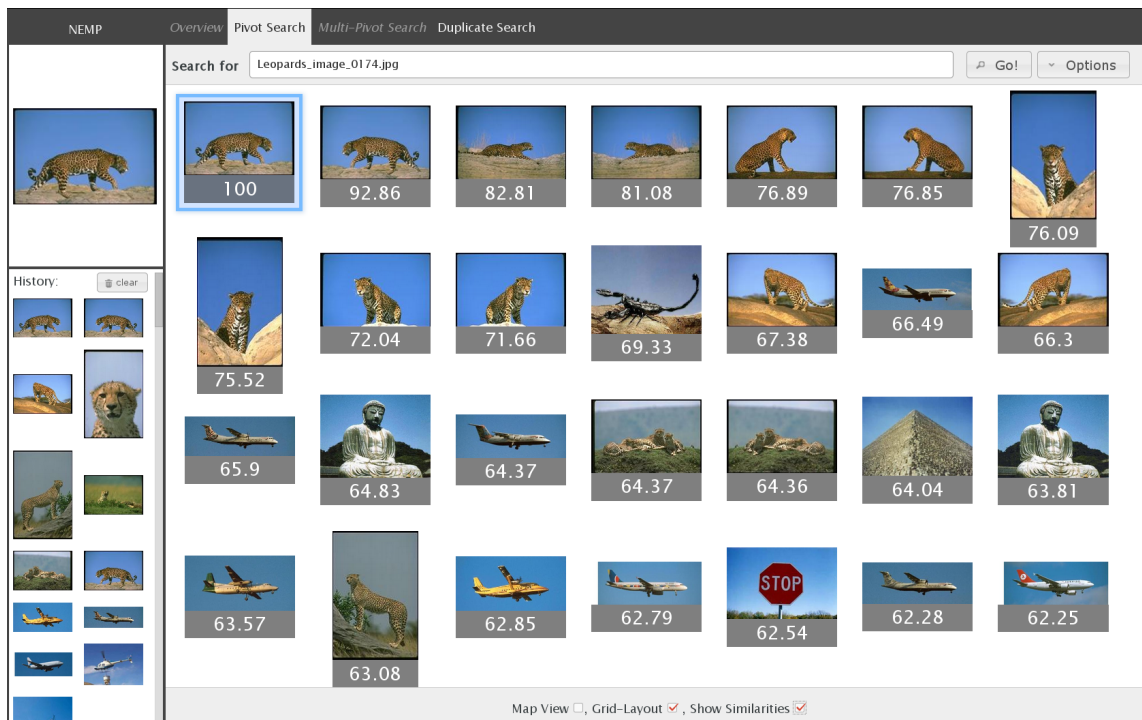 NEMP
Overview Pivot Search Multi-Pivot Search Duplicate Search
Search for Leopards_image_0174.jpg Go! Options
100 92.86 82.81 81.08 76.89 76.85 76.09
History: clear
75.52 72.04 71.66 69.33 67.38 66.49 66.3
65.9 64.83 64.37 64.37 64.36 64.04 63.81
STOP
63.57 63.08 62.85 62.79 62.54 62.28 62.25
Map View , Grid-Layout , Show Similarities